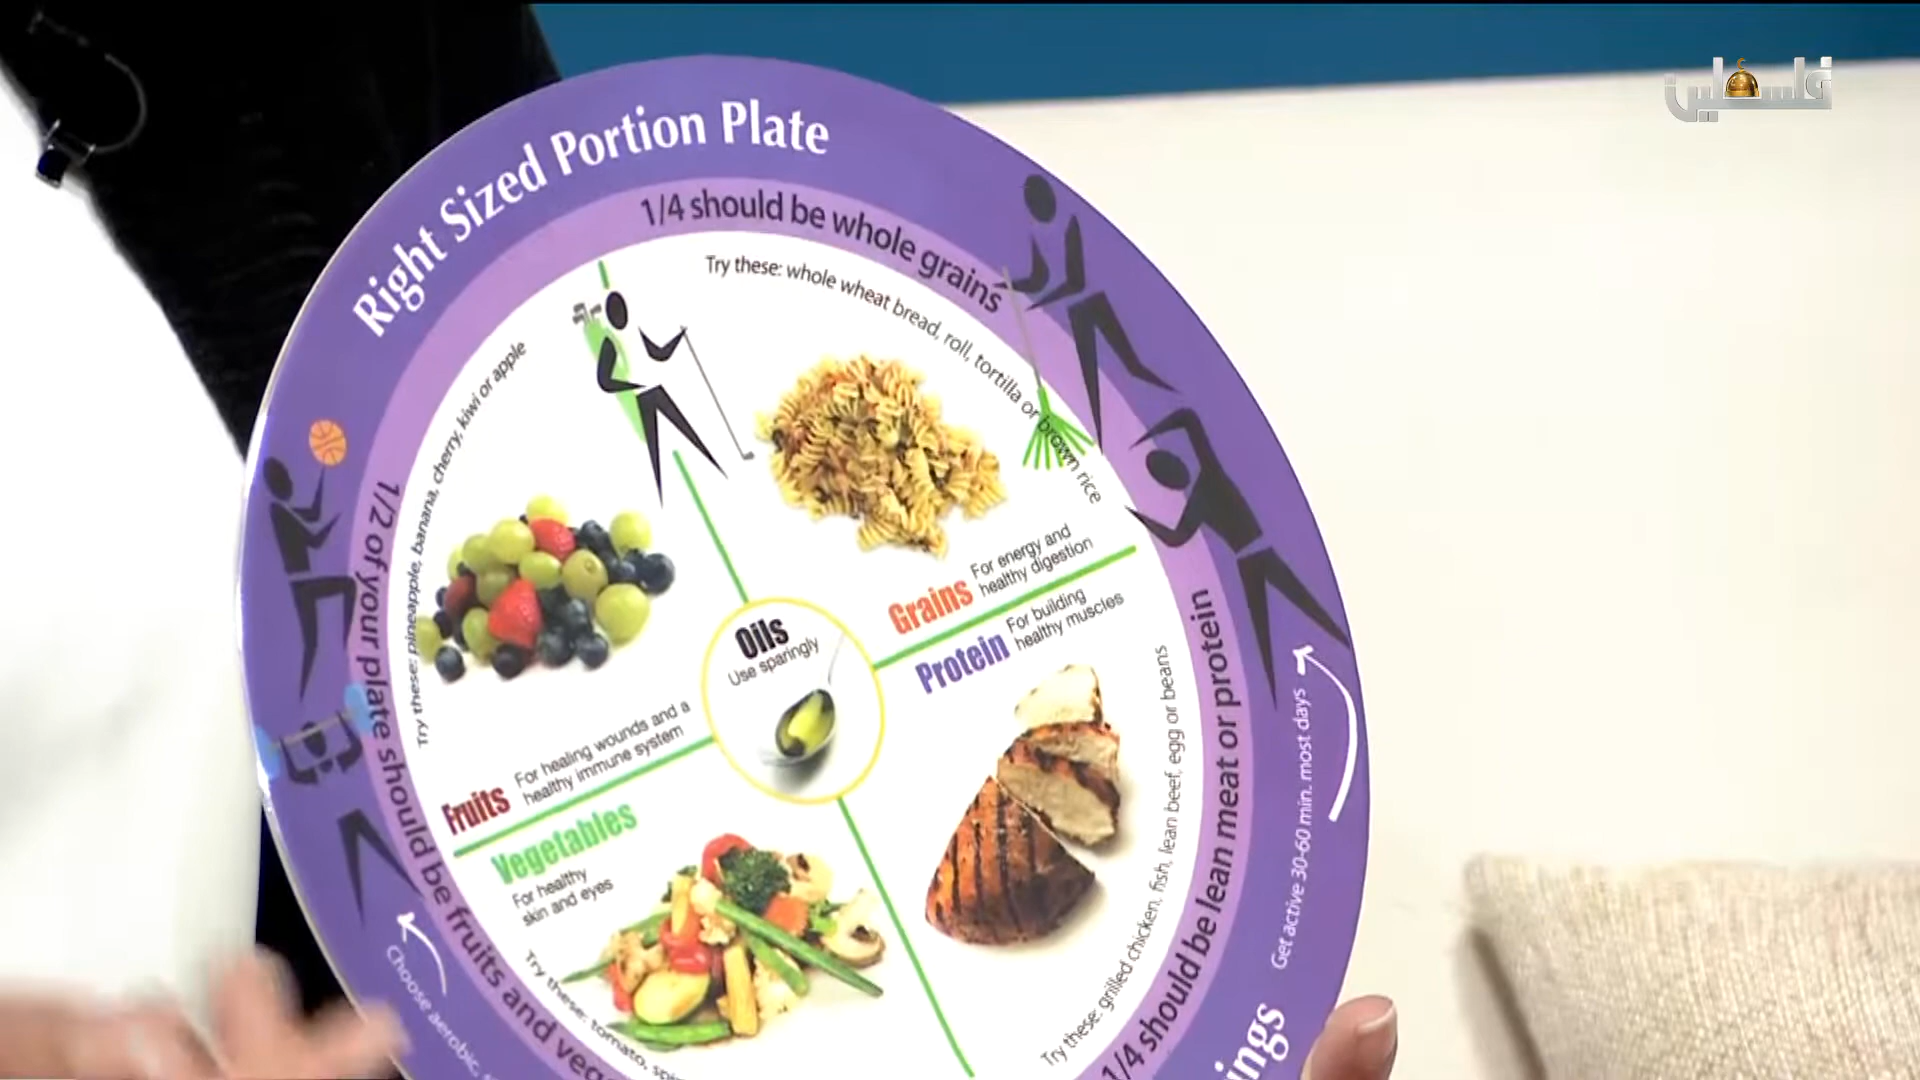 فلسطين
Right Sized Portion Plate
1/4 should be whole grains
Try these: whole wheat bread, roll, tortilla or brown rice
Grains
For energy and
healthy digestion
Protein
For building
healthy muscles
Try these: grilled chicken, fish, lean beef, egg or beans
1/4 should be lean meat or protein
Get active 30-60 min. most days
Oils
Use sparingly
1/2 of your plate should be fruits and
Try these: pineapple, banana, cherry, kiwi or apple
Fruits
For healing wounds and a
healthy immune system
Vegetables
For healthy
skin and eyes
Try these: tomato,
Choose aerobic,